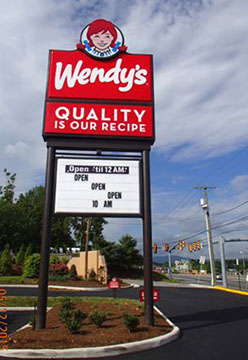 Wendy's
QUALITY
IS OUR RECIPE
Open 'til 12 AM
OPEN
OPEN
OPEN
10 AM